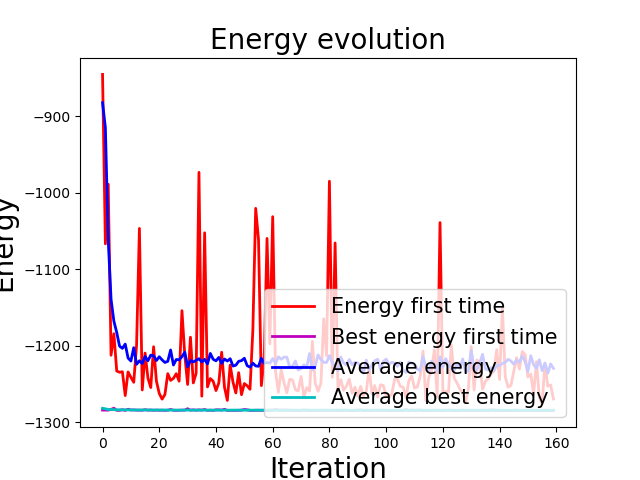 Energy evolution
Energy
−900
−1000
−1100
−1200
−1300
Energy first time
Best energy first time
Average energy
Average best energy
0 20 40 60 80 100 120 140 160
Iteration